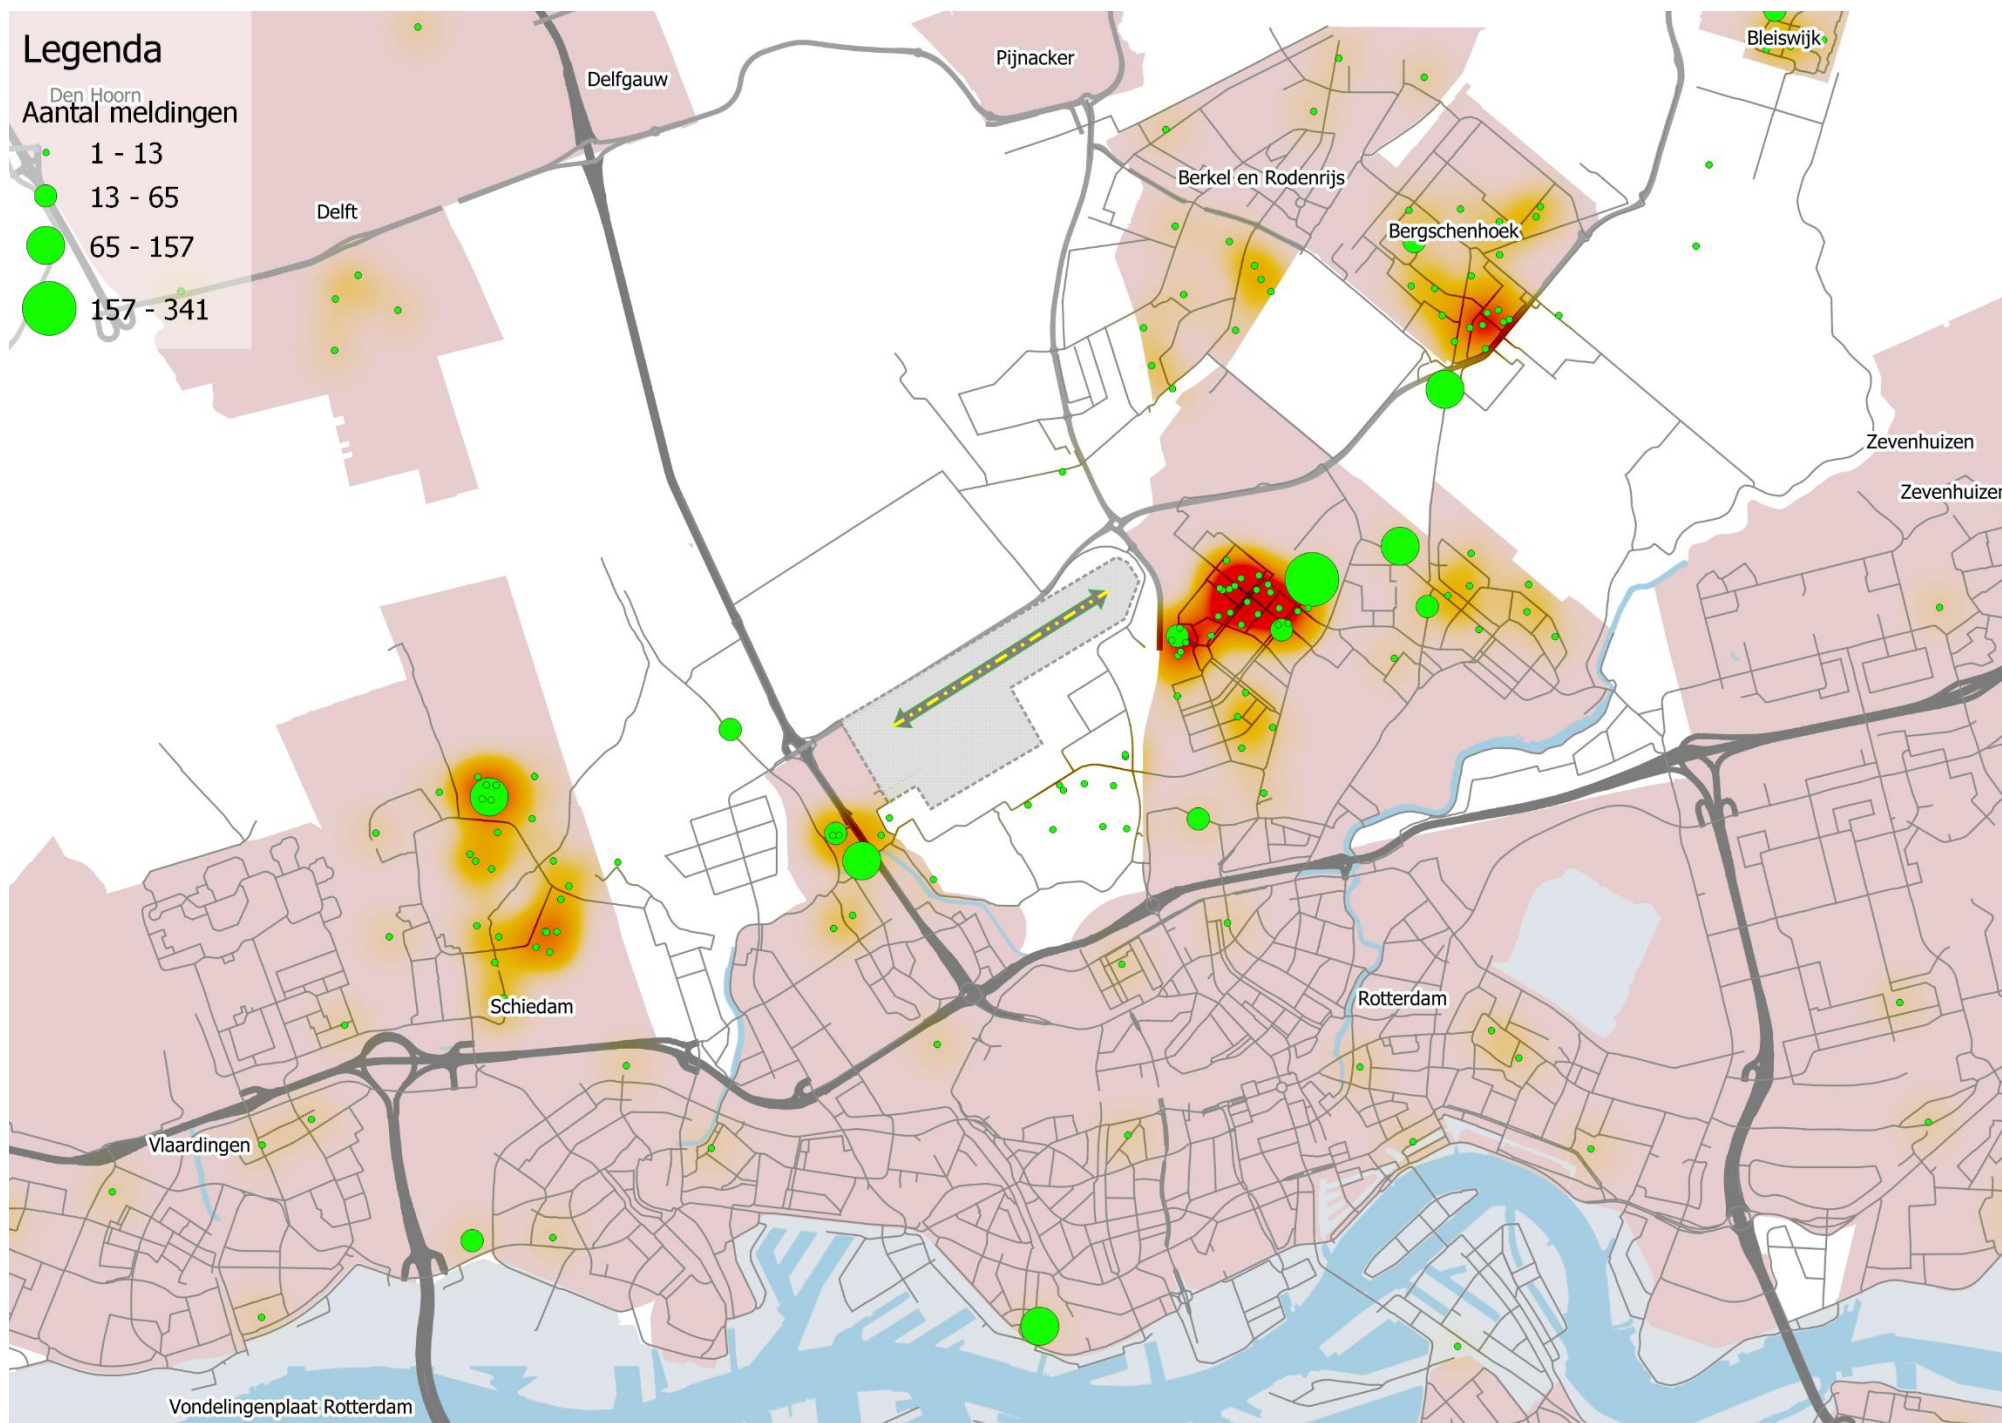 Legenda
Den Hoorn
Aantal meldingen
1 - 13
13 - 65
65 - 157
157 - 341
Delfgauw
Pijnacker
Bleiswijk
Delft
Berkel en Rodenrijs
Bergschenhoek
Zevenhuizen
Zevenhuizen
Schiedam
Rotterdam
Vlaardingen
Vondelingenplaat Rotterdam